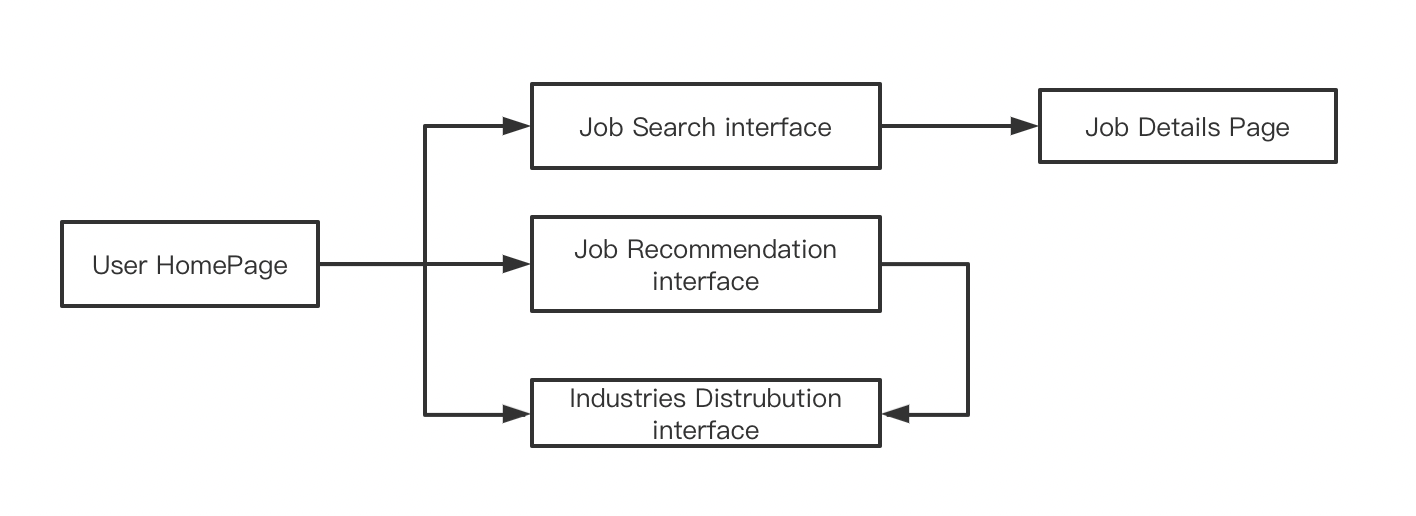 Job Search interface
Job Details Page
User HomePage
Job Recommendation
interface
Industries Distrubution
interface